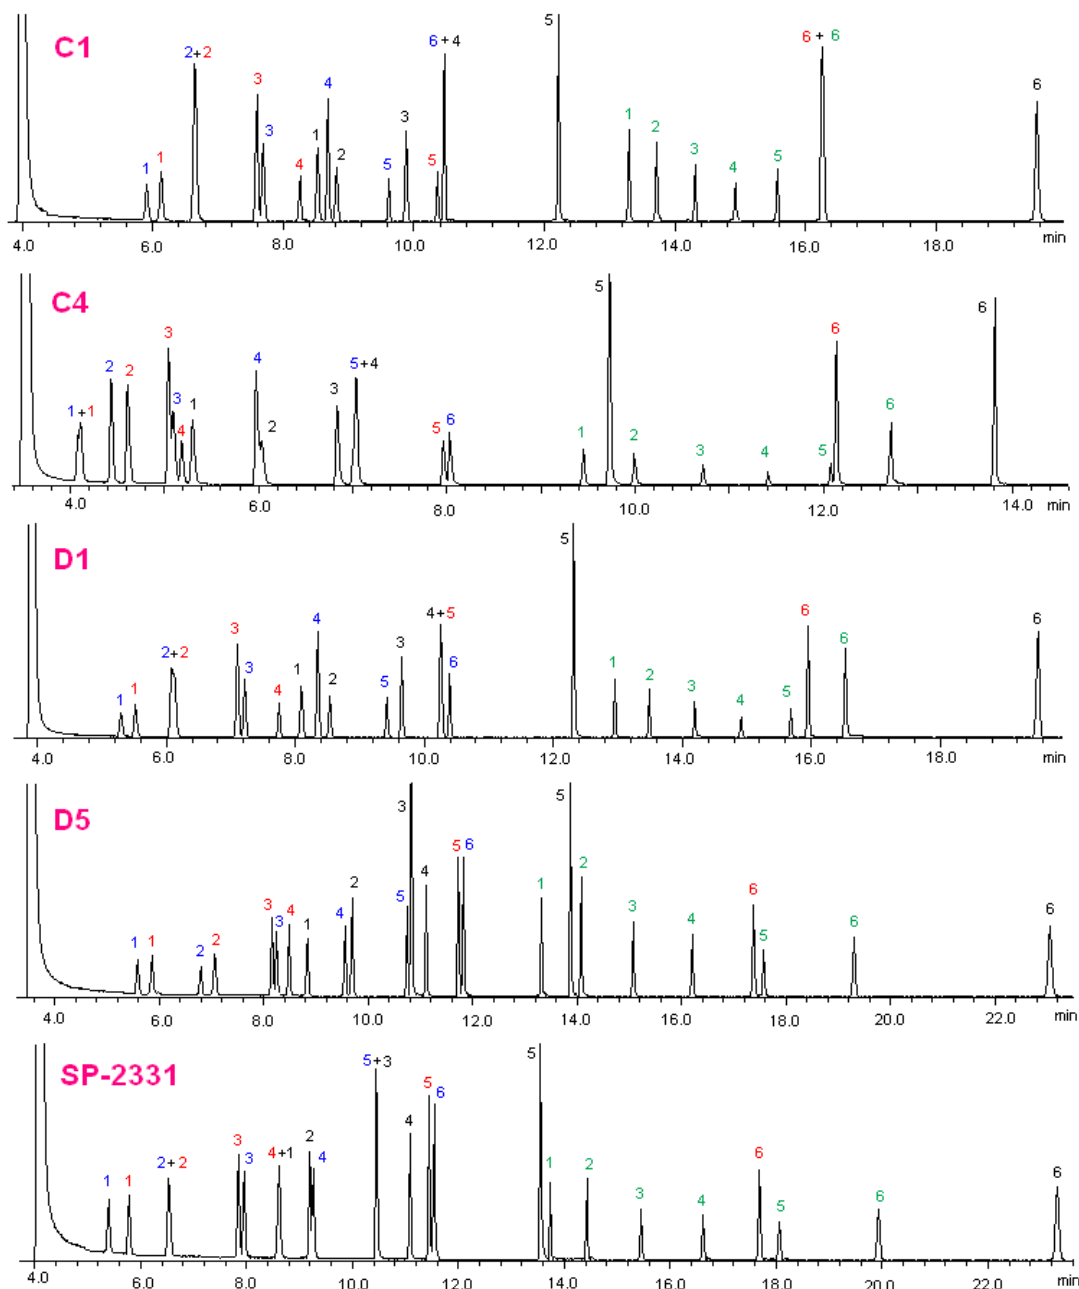 C1
1 1 2+2 3 3 4 1 4 2 5 3 5 6 + 4 5 1 2 3 4 5 6 + 6 6
4.0 6.0 8.0 10.0 12.0 14.0 16.0 18.0 min
C4
1 + 1 2 2 3 3 4 1 4 2 3 5+4 5 6 1 5 2 3 4 5 6 6 6
4.0 6.0 8.0 10.0 12.0 14.0 min
D1
1 1 2+2 3 3 4 1 4 2 5 3 4+5 6 5 1 2 3 4 5 6 6 6
4.0 6.0 8.0 10.0 12.0 14.0 16.0 18.0 min
D5
1 1 2 2 3 3 4 1 4 2 5 3 4 5 6 1 5 2 3 4 6 5 6 6
4.0 6.0 8.0 10.0 12.0 14.0 16.0 18.0 20.0 22.0 min
SP-2331
1 1 2+2 3 3 4+1 2 4 5+3 4 5 6 5 1 2 3 4 6 5 6 6
4.0 6.0 8.0 10.0 12.0 14.0 16.0 18.0 20.0 22.0 min